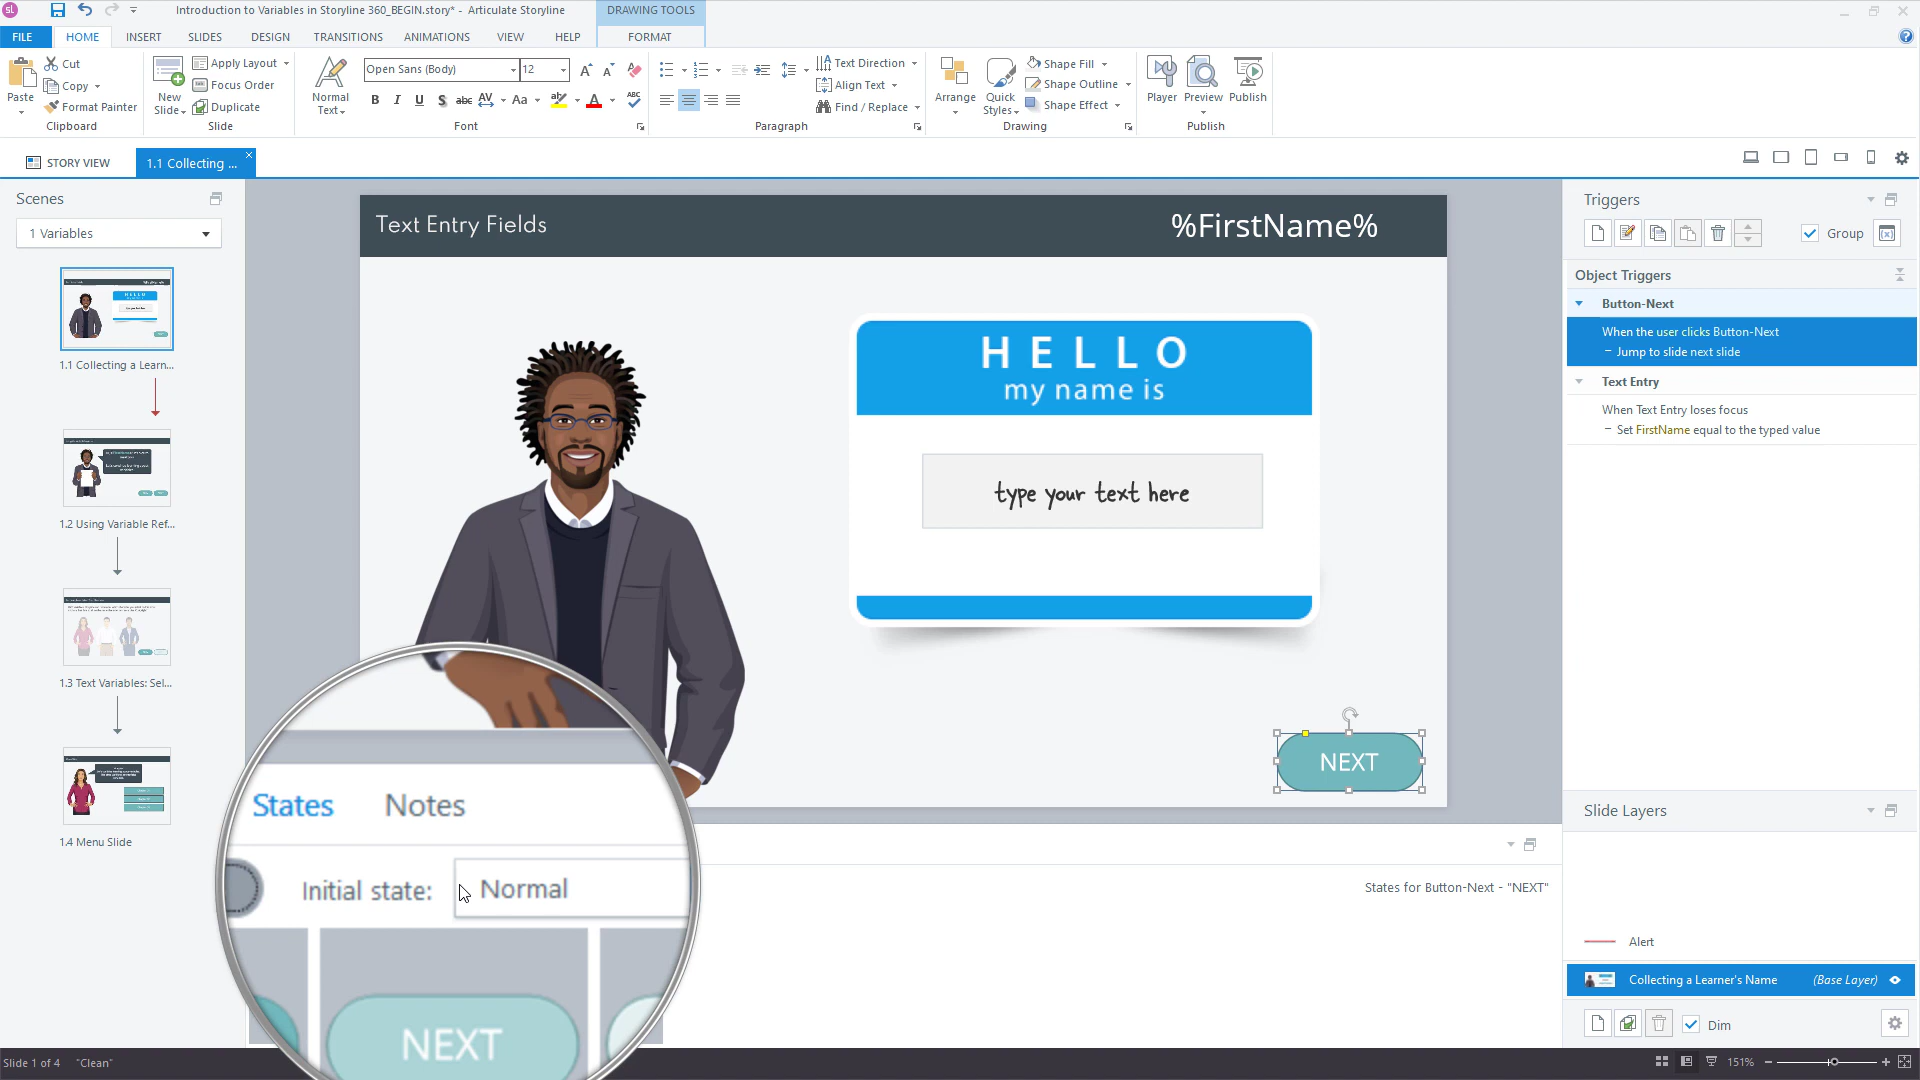 Introduction to Variables in Storyline 360_BEGIN.story* - Articulate Storyline
DRAWING TOOLS
FILE HOME INSERT SLIDES DESIGN TRANSITIONS ANIMATIONS VIEW HELP FORMAT
Paste
Cut
Copy
Format Painter
Clipboard
New Slide
Apply Layout
Focus Order
Duplicate
Slide
Normal Text
Open Sans (Body) 12
B I U S abc AV Aa A ABC
Font
Text Direction
Align Text
Find / Replace
Paragraph
Arrange
Quick Styles
Shape Fill
Shape Outline
Shape Effect
Drawing
Player
Preview
Publish
Publish
STORY VIEW
1.1 Collecting ...
Scenes
1 Variables
1.1 Collecting a Learn...
1.2 Using Variable Ref...
1.3 Text Variables: Sel...
1.4 Menu Slide
Text Entry Fields
%FirstName%
HELLO
my name is
type your text here
NEXT
States Notes
Initial state: Normal
NEXT
States for Button-Next - "NEXT"
Triggers
Group
Object Triggers
Button-Next
When the user clicks Button-Next
– Jump to slide next slide
Text Entry
When Text Entry loses focus
– Set FirstName equal to the typed value
Slide Layers
Alert
Collecting a Learner's Name (Base Layer)
Dim
Slide 1 of 4 "Clean"
151%